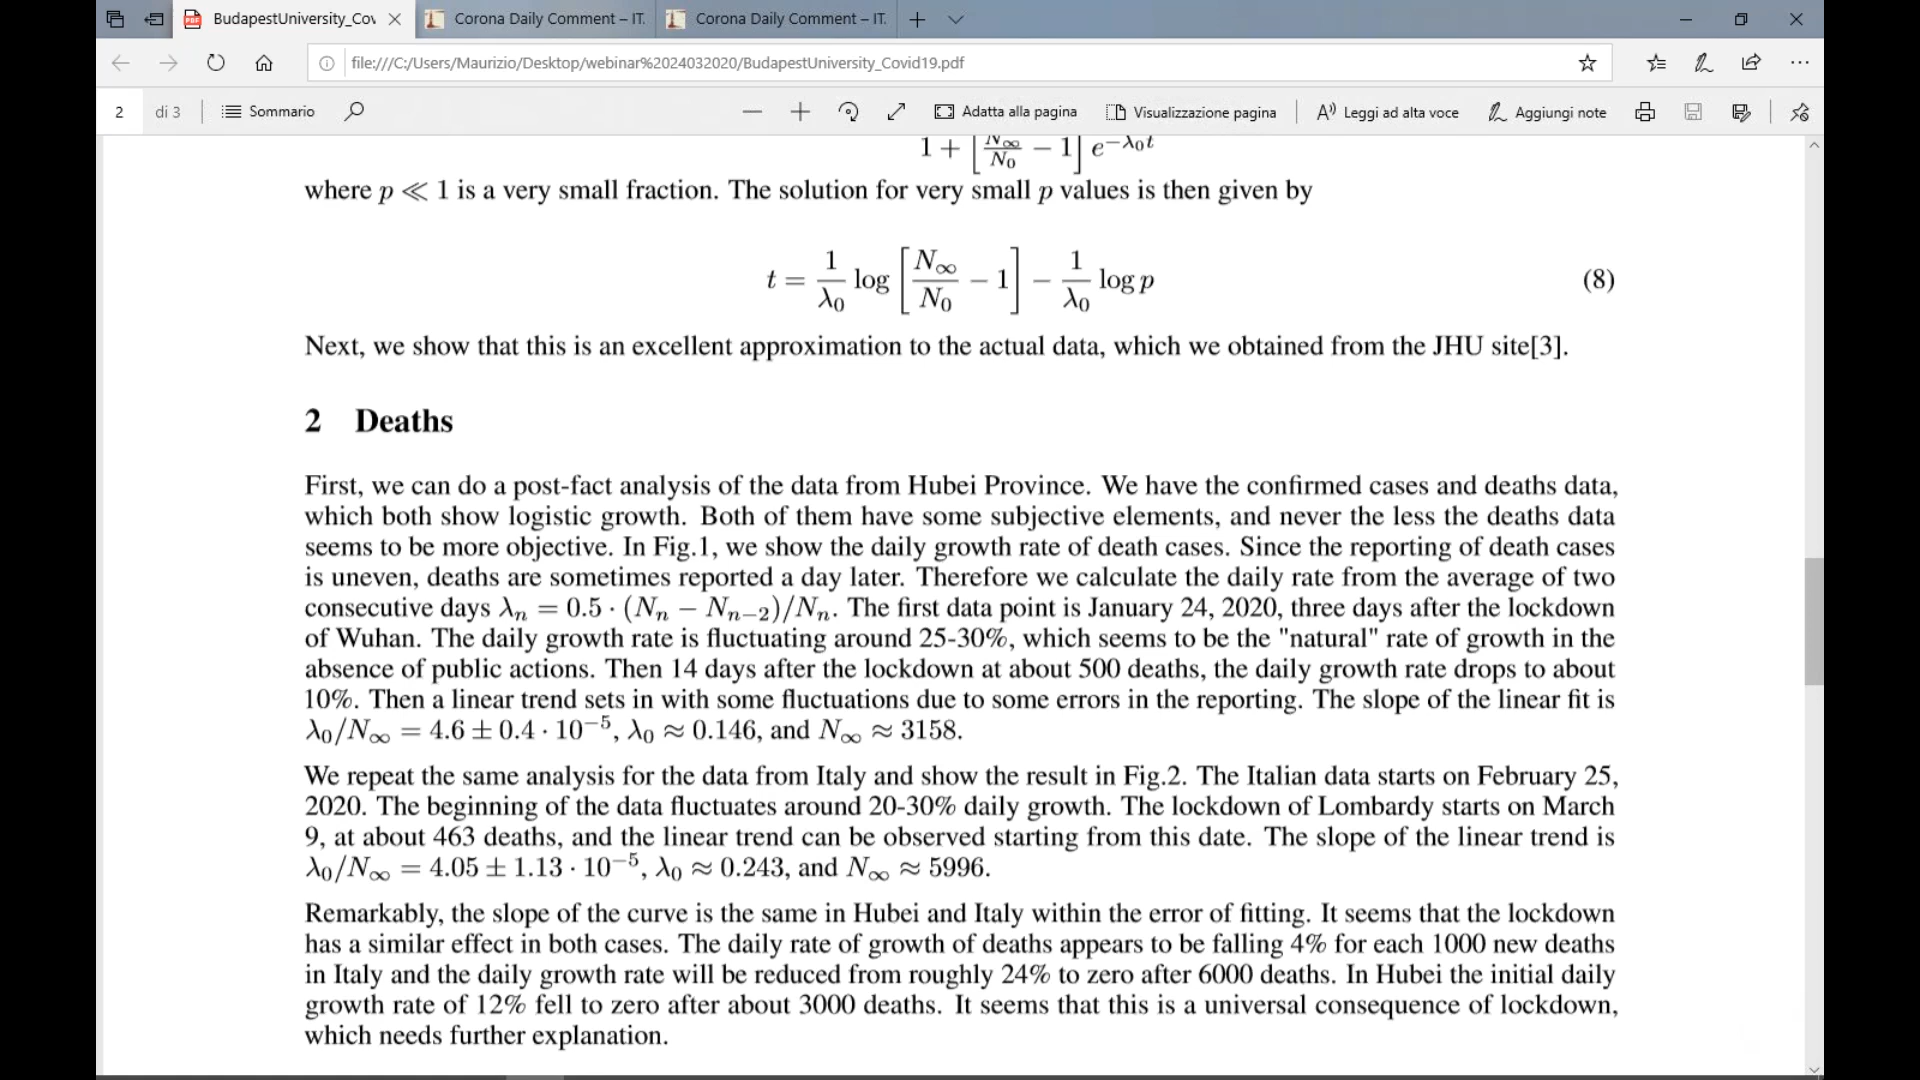 BudapestUniversity_Cov
Corona Daily Comment – IT.
Corona Daily Comment – IT.
file:///C:/Users/Maurizio/Desktop/webinar%2024032020/BudapestUniversity_Covid19.pdf
2 di 3 Sommario Adatta alla pagina Visualizzazione pagina Leggi ad alta voce Aggiungi note
1 + [N∞/N₀ − 1] e^−λ₀t
where p ≪ 1 is a very small fraction. The solution for very small p values is then given by
t = 1/λ₀ log [N∞/N₀ − 1] − 1/λ₀ log p (8)
Next, we show that this is an excellent approximation to the actual data, which we obtained from the JHU site[3].
2 Deaths
First, we can do a post-fact analysis of the data from Hubei Province. We have the confirmed cases and deaths data,
which both show logistic growth. Both of them have some subjective elements, and never the less the deaths data
seems to be more objective. In Fig.1, we show the daily growth rate of death cases. Since the reporting of death cases
is uneven, deaths are sometimes reported a day later. Therefore we calculate the daily rate from the average of two
consecutive days λₙ = 0.5 · (Nₙ − Nₙ₋₂)/Nₙ. The first data point is January 24, 2020, three days after the lockdown
of Wuhan. The daily growth rate is fluctuating around 25-30%, which seems to be the "natural" rate of growth in the
absence of public actions. Then 14 days after the lockdown at about 500 deaths, the daily growth rate drops to about
10%. Then a linear trend sets in with some fluctuations due to some errors in the reporting. The slope of the linear fit is
λ₀/N∞ = 4.6 ± 0.4 · 10⁻⁵, λ₀ ≈ 0.146, and N∞ ≈ 3158.
We repeat the same analysis for the data from Italy and show the result in Fig.2. The Italian data starts on February 25,
2020. The beginning of the data fluctuates around 20-30% daily growth. The lockdown of Lombardy starts on March
9, at about 463 deaths, and the linear trend can be observed starting from this date. The slope of the linear trend is
λ₀/N∞ = 4.05 ± 1.13 · 10⁻⁵, λ₀ ≈ 0.243, and N∞ ≈ 5996.
Remarkably, the slope of the curve is the same in Hubei and Italy within the error of fitting. It seems that the lockdown
has a similar effect in both cases. The daily rate of growth of deaths appears to be falling 4% for each 1000 new deaths
in Italy and the daily growth rate will be reduced from roughly 24% to zero after 6000 deaths. In Hubei the initial daily
growth rate of 12% fell to zero after about 3000 deaths. It seems that this is a universal consequence of lockdown,
which needs further explanation.